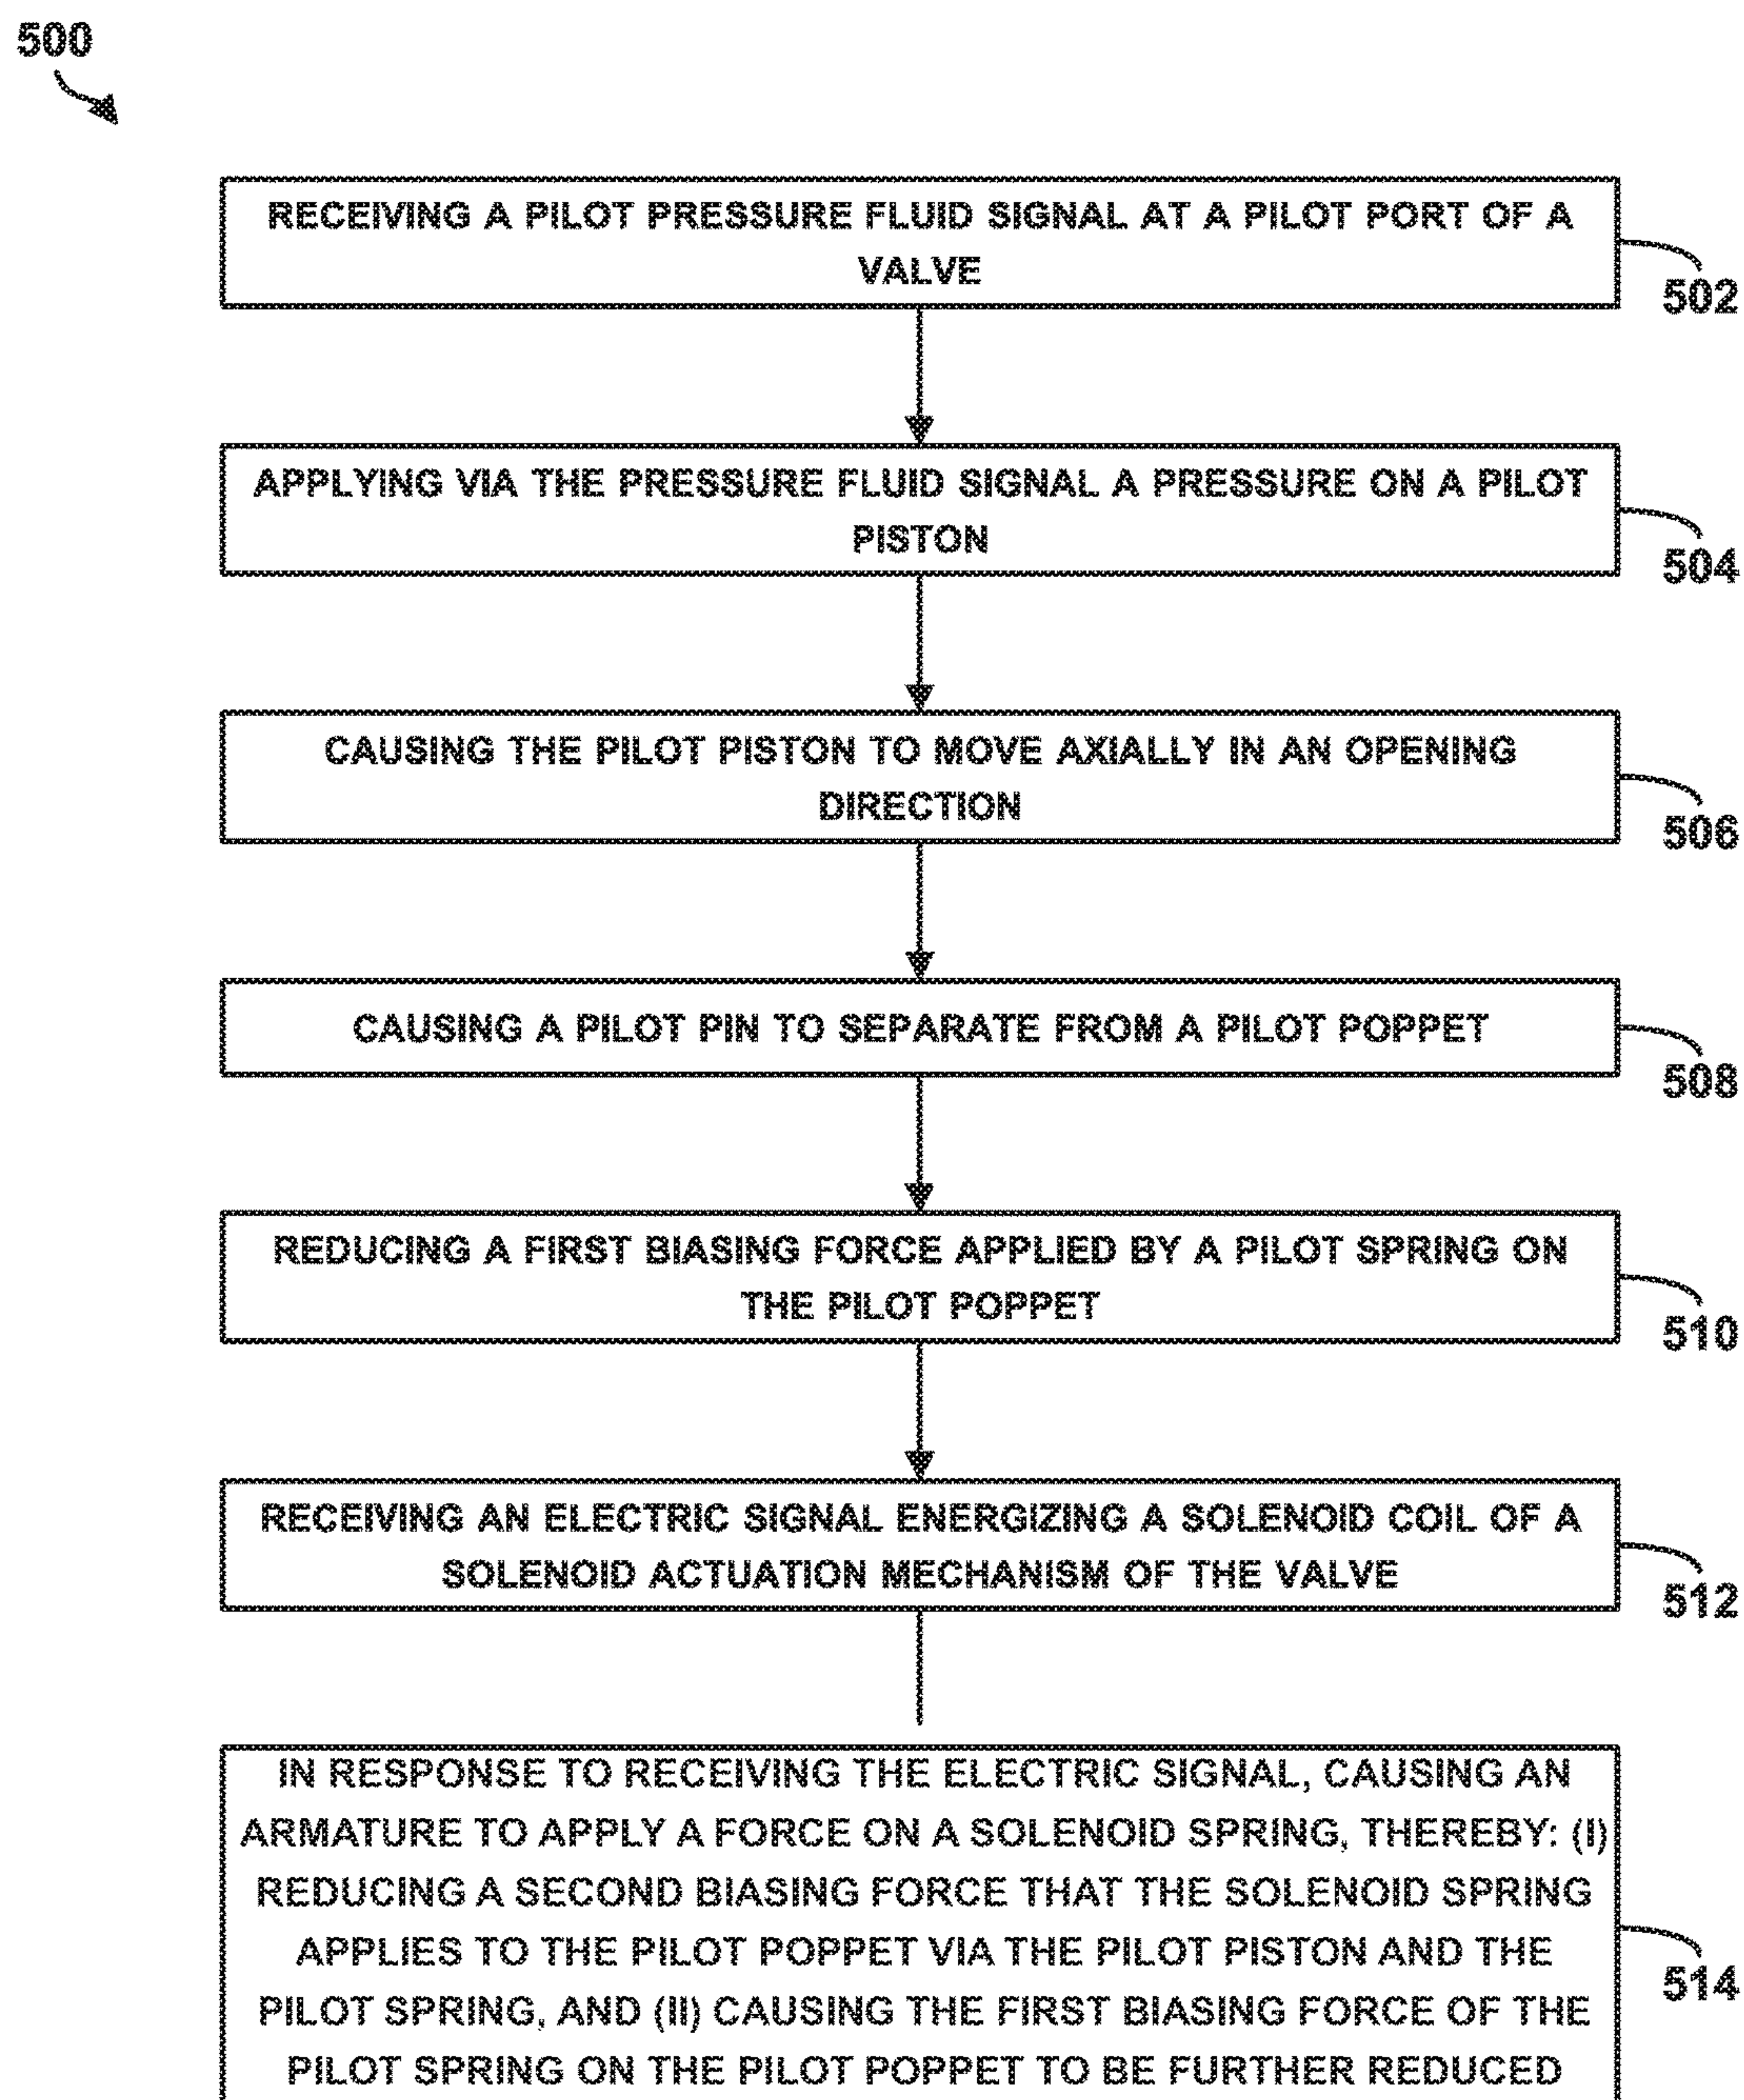 500
RECEIVING A PILOT PRESSURE FLUID SIGNAL AT A PILOT PORT OF A
VALVE
502
APPLYING VIA THE PRESSURE FLUID SIGNAL A PRESSURE ON A PILOT
PISTON
504
CAUSING THE PILOT PISTON TO MOVE AXIALLY IN AN OPENING
DIRECTION
506
CAUSING A PILOT PIN TO SEPARATE FROM A PILOT POPPET
508
REDUCING A FIRST BIASING FORCE APPLIED BY A PILOT SPRING ON
THE PILOT POPPET
510
RECEIVING AN ELECTRIC SIGNAL ENERGIZING A SOLENOID COIL OF A
SOLENOID ACTUATION MECHANISM OF THE VALVE
512
IN RESPONSE TO RECEIVING THE ELECTRIC SIGNAL, CAUSING AN
ARMATURE TO APPLY A FORCE ON A SOLENOID SPRING, THEREBY: (I)
REDUCING A SECOND BIASING FORCE THAT THE SOLENOID SPRING
APPLIES TO THE PILOT POPPET VIA THE PILOT PISTON AND THE
PILOT SPRING, AND (II) CAUSING THE FIRST BIASING FORCE OF THE
PILOT SPRING ON THE PILOT POPPET TO BE FURTHER REDUCED
514